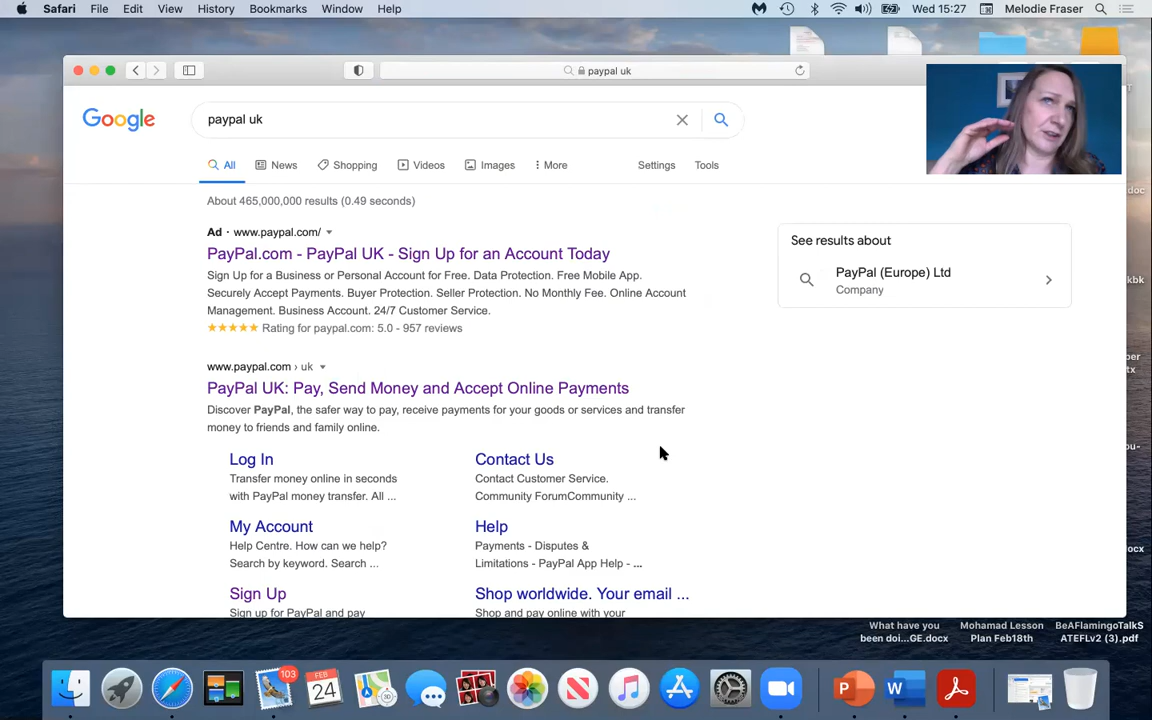 Safari File Edit View History Bookmarks Window Help Wed 15:27 Melodie Fraser
paypal uk
Google paypal uk
doc
All News Shopping Videos Images More Settings Tools
About 465,000,000 results (0.49 seconds)
Ad · www.paypal.com/
PayPal.com - PayPal UK - Sign Up for an Account Today
Sign Up for a Business or Personal Account for Free. Data Protection. Free Mobile App.
Securely Accept Payments. Buyer Protection. Seller Protection. No Monthly Fee. Online Account
Management. Business Account. 24/7 Customer Service.
Rating for paypal.com: 5.0 - 957 reviews
See results about
PayPal (Europe) Ltd
Company
www.paypal.com › uk
PayPal UK: Pay, Send Money and Accept Online Payments
Discover PayPal, the safer way to pay, receive payments for your goods or services and transfer
money to friends and family online.
Log In
Transfer money online in seconds
with PayPal money transfer. All ...
Contact Us
Contact Customer Service.
Community ForumCommunity ...
My Account
Help Centre. How can we help?
Search by keyword. Search ...
Help
Payments - Disputes &
Limitations - PayPal App Help - ...
Sign Up
Sign up for PayPal and pay
Shop worldwide. Your email ...
Shop and pay online with your
kbk
ocx
What have you
been doi...GE.docx
Mohamad Lesson
Plan Feb18th
BeAFlamingoTalkS
ATEFLv2 (3).pdf
103
FEB
24